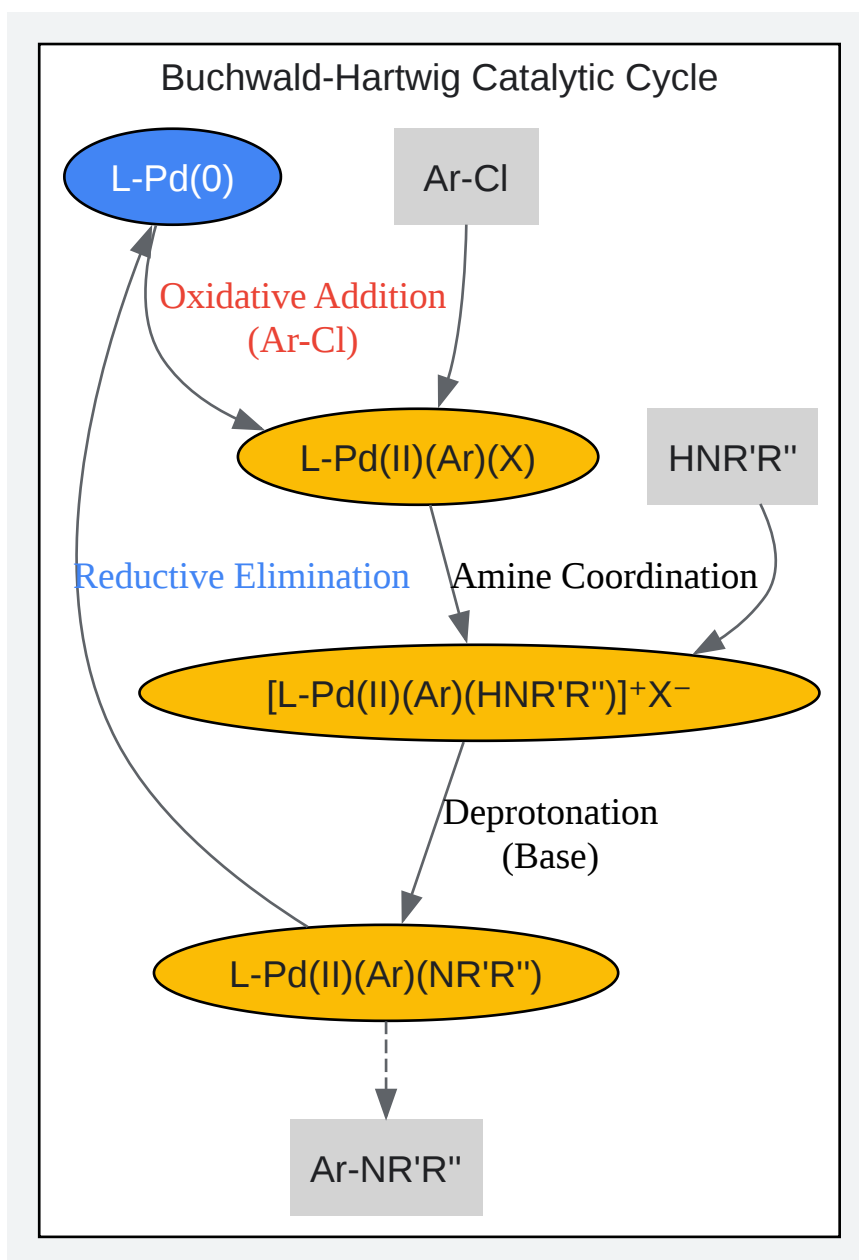 Buchwald-Hartwig Catalytic Cycle
L-Pd(0)
Ar-Cl
Oxidative Addition
(Ar-Cl)
L-Pd(II)(Ar)(X)
HNR'R"
Reductive Elimination
Amine Coordination
[L-Pd(II)(Ar)(HNR'R")]⁺X⁻
Deprotonation
(Base)
L-Pd(II)(Ar)(NR'R")
Ar-NR'R"